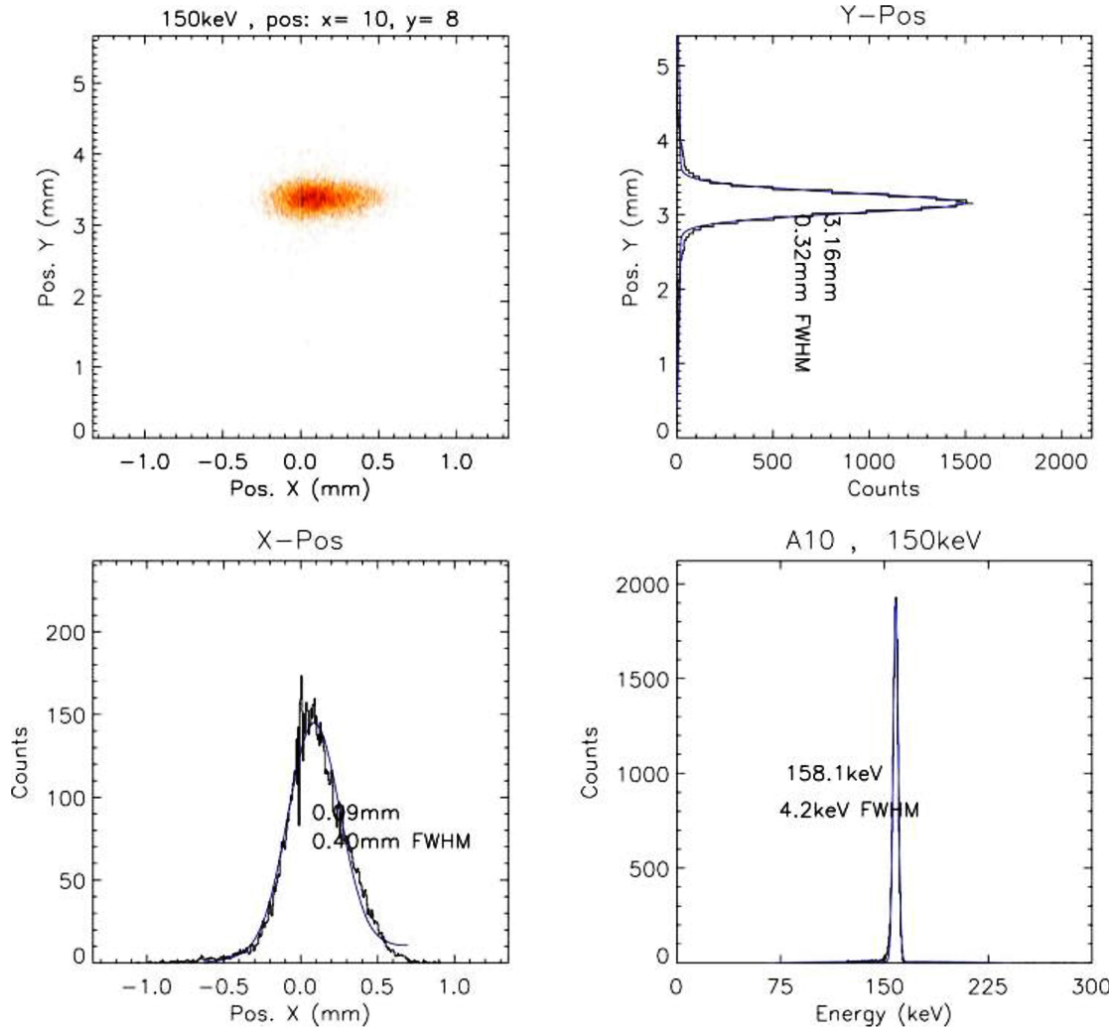 150keV , pos: x= 10, y= 8
Pos. Y (mm)
5
4
3
2
1
0
−1.0 −0.5 0.0 0.5 1.0
Pos. X (mm)
Y−Pos
Pos. Y (mm)
5
4
3
2
1
0
3.16mm
0.32mm FWHM
0 500 1000 1500 2000
Counts
X−Pos
Counts
200
150
100
50
0
0.09mm
0.40mm FWHM
−1.0 −0.5 0.0 0.5 1.0
Pos. X (mm)
A10 , 150keV
Counts
2000
1500
1000
500
0
158.1keV
4.2keV FWHM
0 75 150 225 300
Energy (keV)